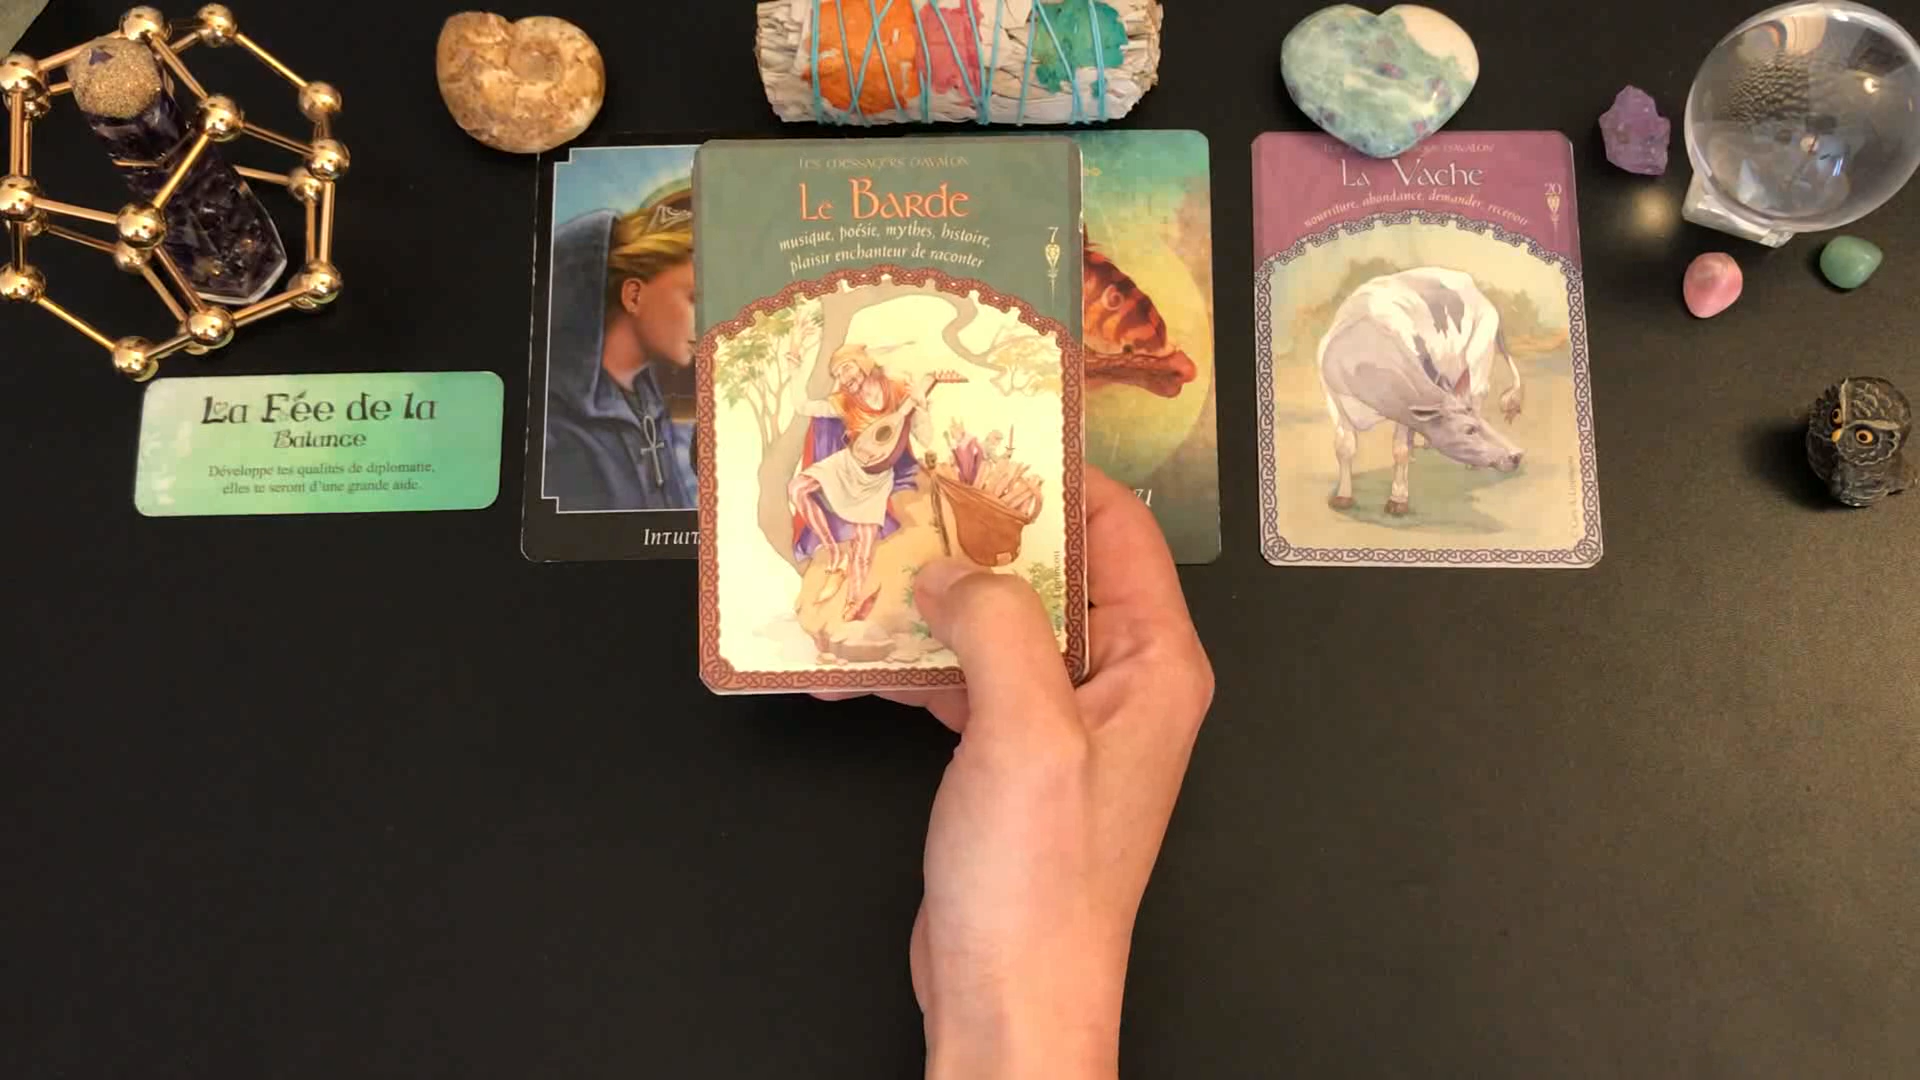 LES MESSAGERS D'AVALON
Le Barde
musique, poésie, mythes, histoire,
plaisir enchanteur de raconter
7
La Vache
nourriture, abondance, demander, recevoir
20
La Fée de la
Balance
Développe tes qualités de diplomatie,
elles te seront d'une grande aide.